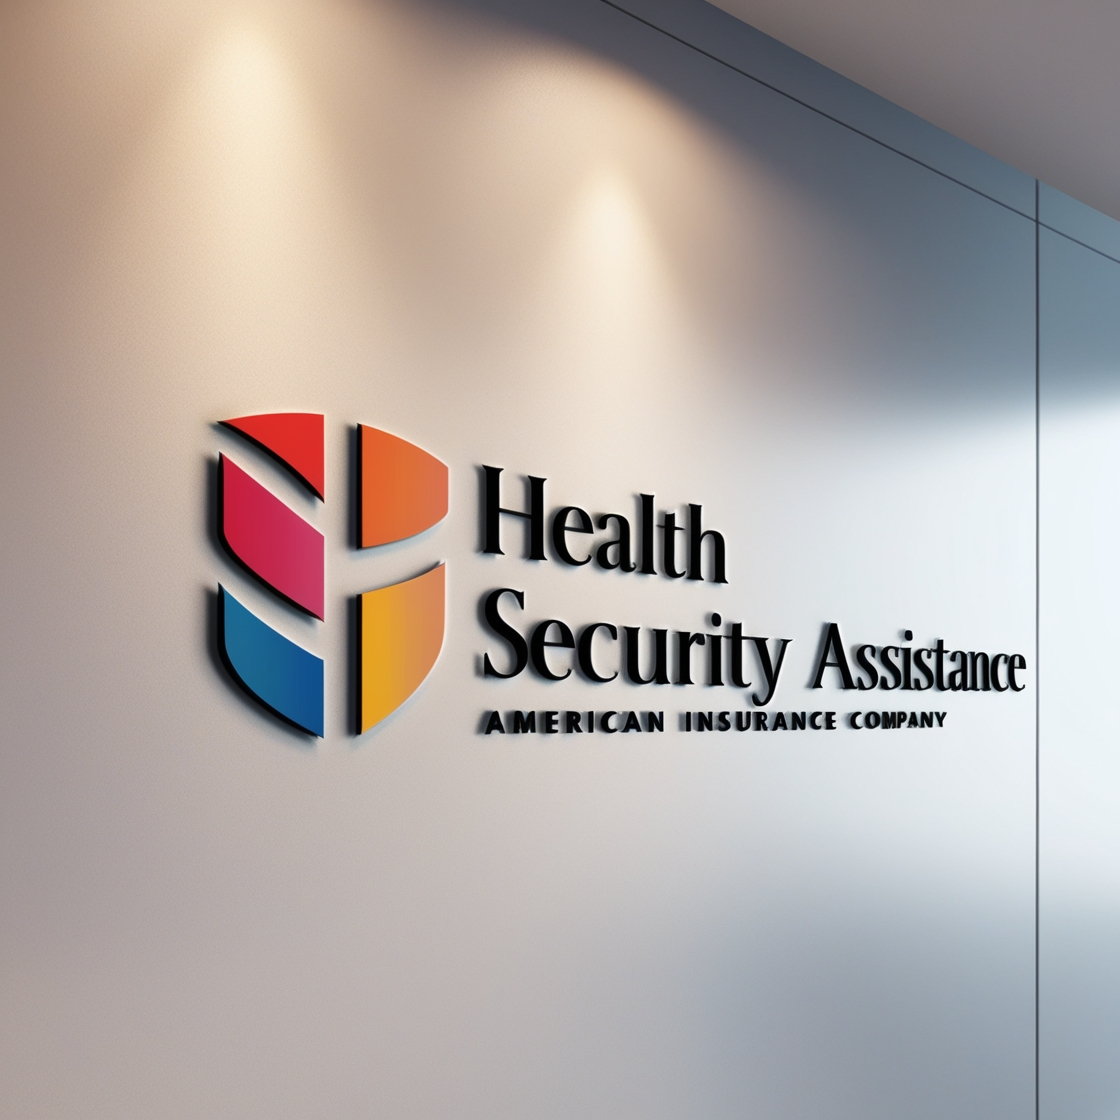 Health
Security Assistance
AMERICAN INSURANCE COMPANY